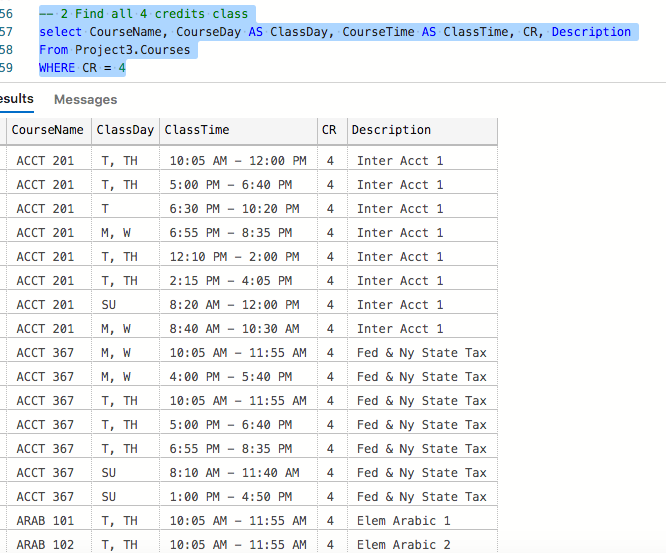 56 -- 2 Find all 4 credits class
57 select CourseName, CourseDay AS ClassDay, CourseTime AS ClassTime, CR, Description
58 From Project3.Courses
59 WHERE CR = 4
esults Messages
CourseName ClassDay ClassTime CR Description
ACCT 201 T, TH 10:05 AM - 12:00 PM 4 Inter Acct 1
ACCT 201 T, TH 5:00 PM - 6:40 PM 4 Inter Acct 1
ACCT 201 T 6:30 PM - 10:20 PM 4 Inter Acct 1
ACCT 201 M, W 6:55 PM - 8:35 PM 4 Inter Acct 1
ACCT 201 T, TH 12:10 PM - 2:00 PM 4 Inter Acct 1
ACCT 201 T, TH 2:15 PM - 4:05 PM 4 Inter Acct 1
ACCT 201 SU 8:20 AM - 12:00 PM 4 Inter Acct 1
ACCT 201 M, W 8:40 AM - 10:30 AM 4 Inter Acct 1
ACCT 367 M, W 10:05 AM - 11:55 AM 4 Fed & Ny State Tax
ACCT 367 M, W 4:00 PM - 5:40 PM 4 Fed & Ny State Tax
ACCT 367 T, TH 10:05 AM - 11:55 AM 4 Fed & Ny State Tax
ACCT 367 T, TH 5:00 PM - 6:40 PM 4 Fed & Ny State Tax
ACCT 367 T, TH 6:55 PM - 8:35 PM 4 Fed & Ny State Tax
ACCT 367 SU 8:10 AM - 11:40 AM 4 Fed & Ny State Tax
ACCT 367 SU 1:00 PM - 4:50 PM 4 Fed & Ny State Tax
ARAB 101 T, TH 10:05 AM - 11:55 AM 4 Elem Arabic 1
ARAB 102 T, TH 10:05 AM - 11:55 AM 4 Elem Arabic 2